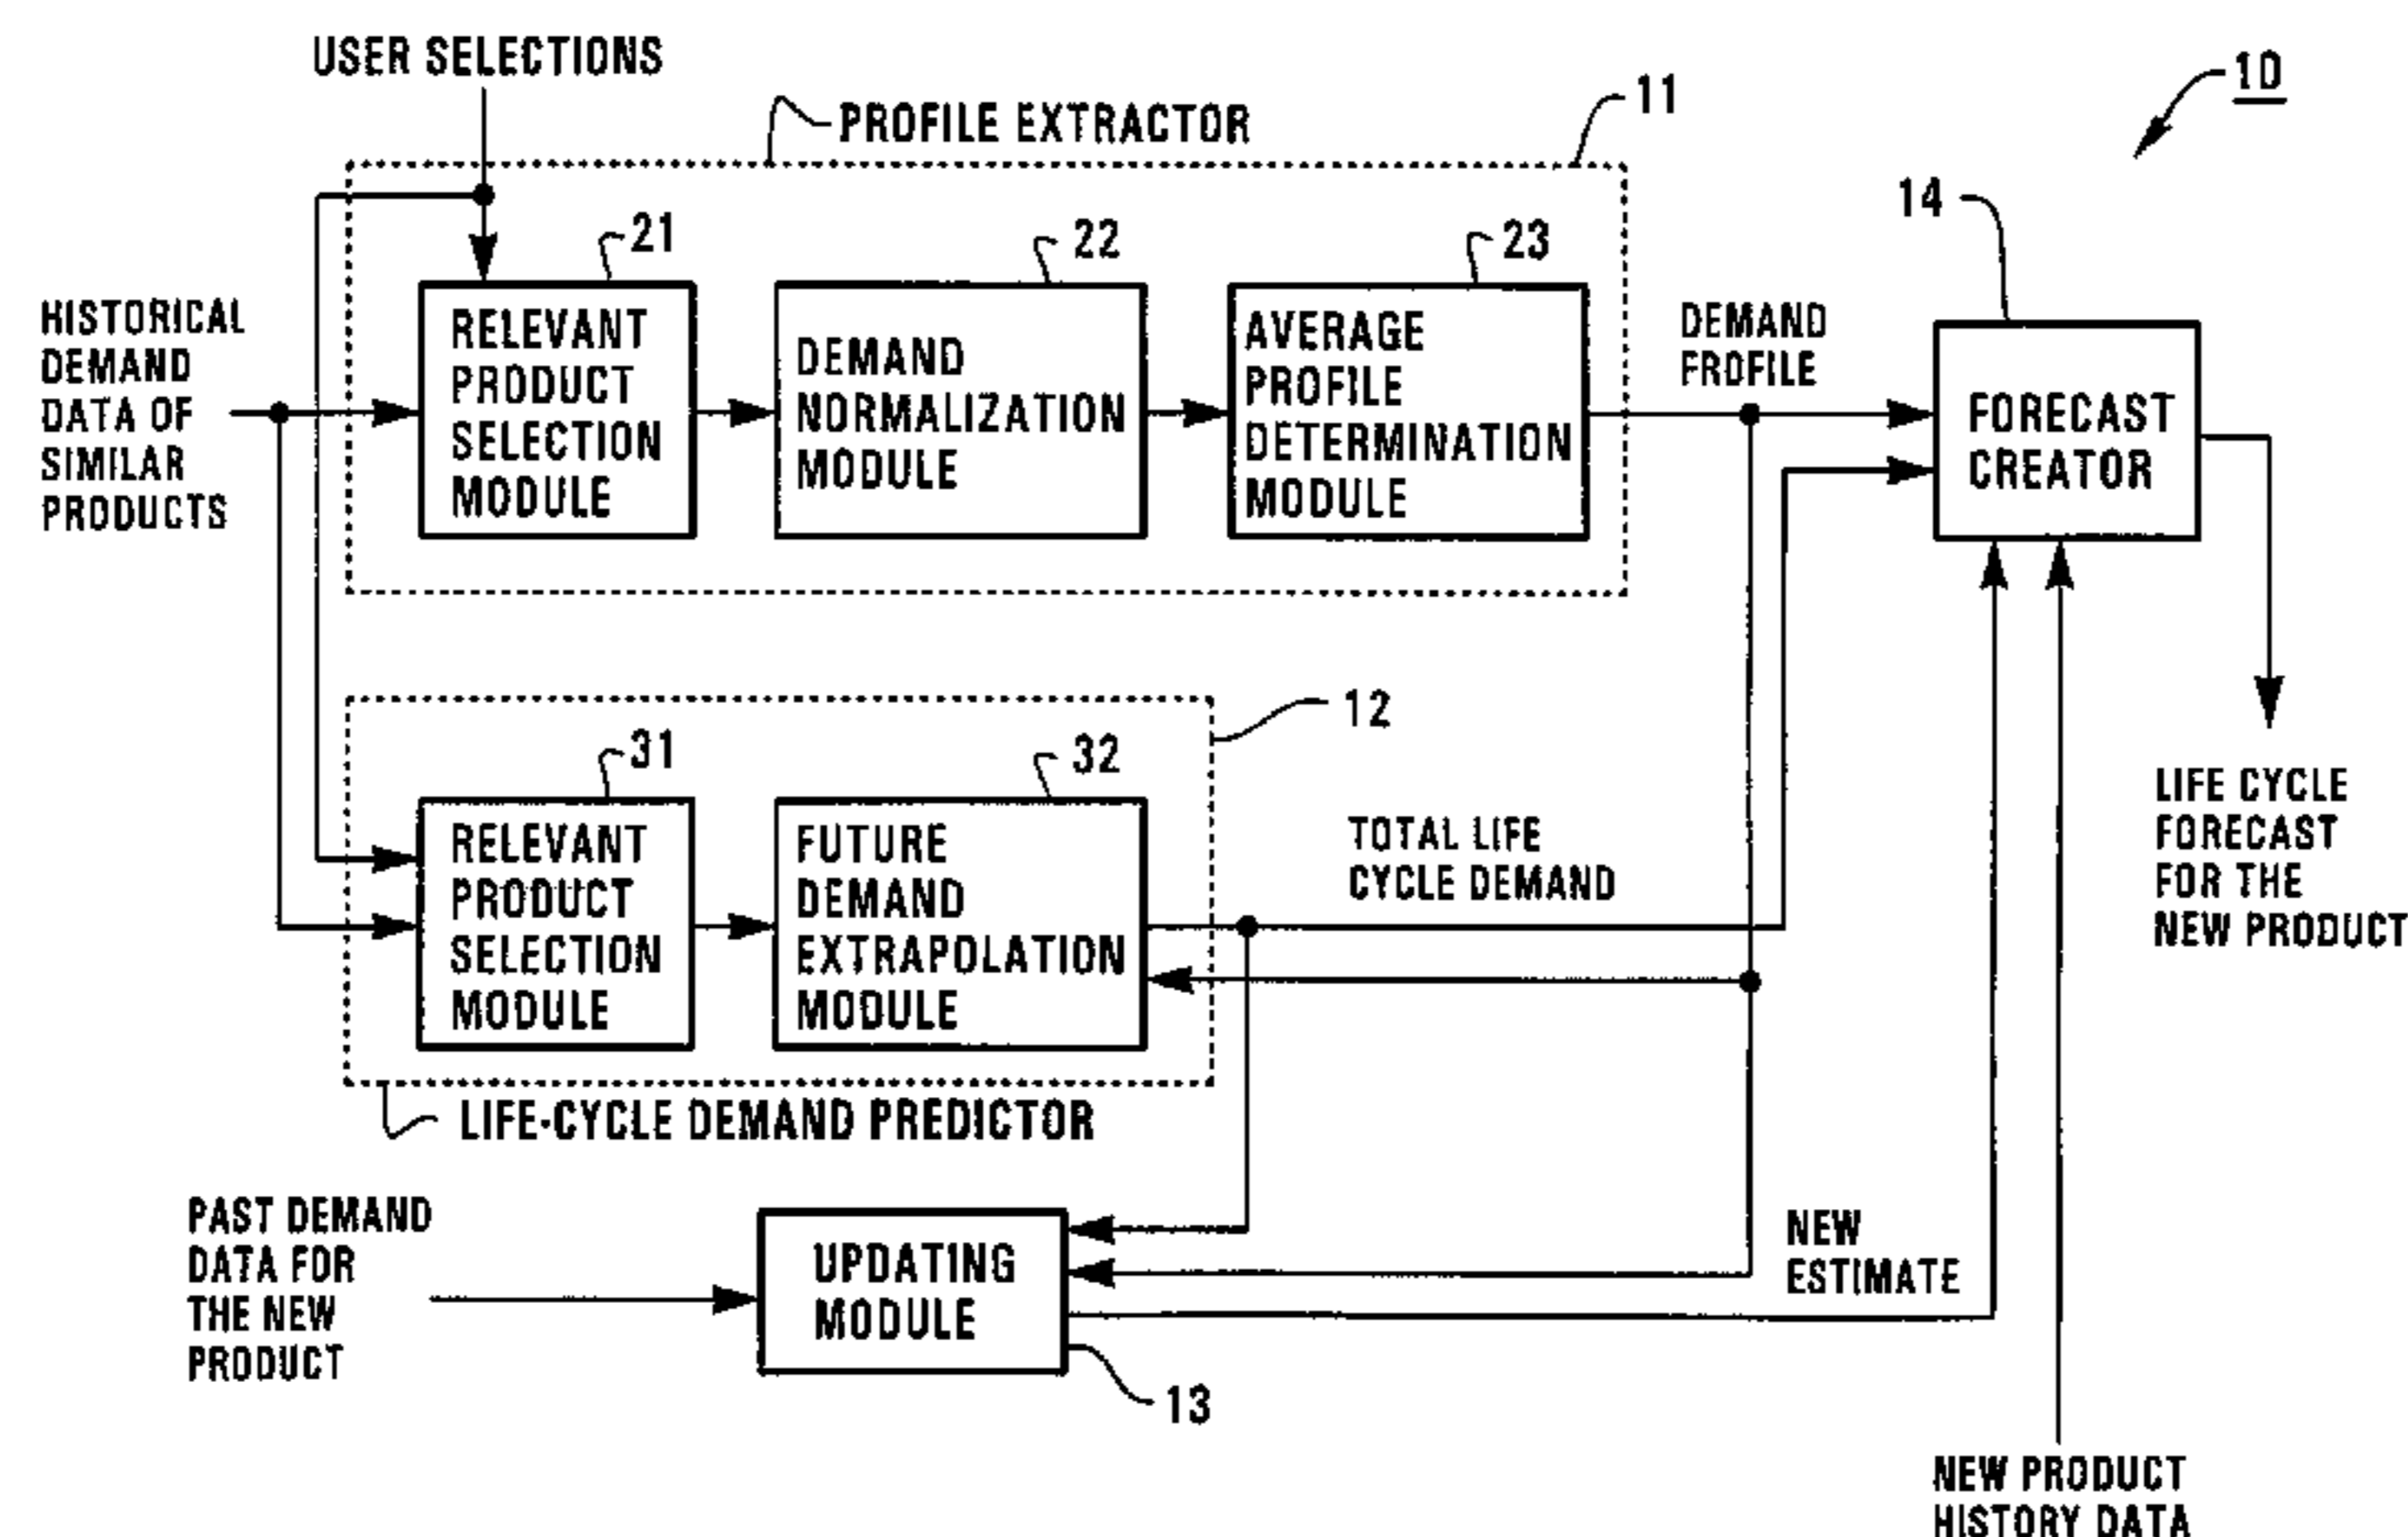 USER SELECTIONS
PROFILE EXTRACTOR
11
10
14
21
22
23
HISTORICAL
DEMAND
DATA OF
SIMILAR
PRODUCTS
RELEVANT
PRODUCT
SELECTION
MODULE
DEMAND
NORMALIZATION
MODULE
AVERAGE
PROFILE
DETERMINATION
MODULE
DEMAND
FROFILE
FORECAST
CREATOR
12
31
32
RELEVANT
PRODUCT
SELECTION
MODULE
FUTURE
DEMAND
EXTRAPOLATION
MODULE
TOTAL LIFE
CYCLE DEMAND
LIFE CYCLE
FORECAST
FOR THE
NEW PRODUCT
LIFE-CYCLE DEMAND PREDICTOR
PAST DEMAND
DATA FOR
THE NEW
PRODUCT
UPDATING
MODULE
13
NEW
ESTIMATE
NEW PRODUCT
HISTORY DATA